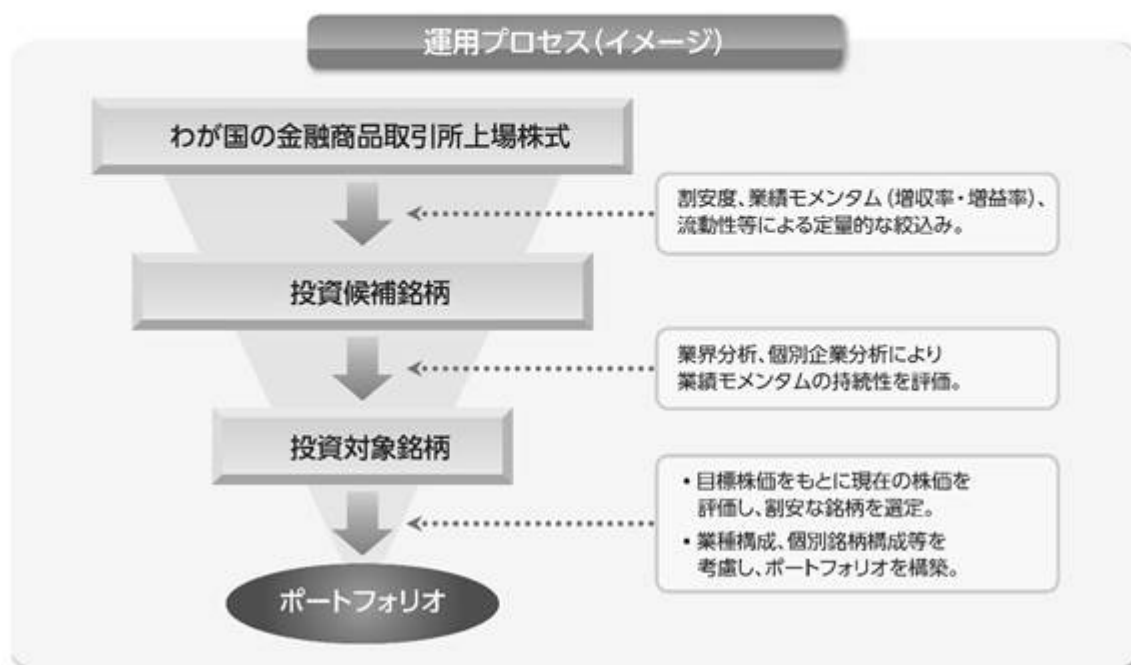 運用プロセス(イメージ)
わが国の金融商品取引所上場株式
割安度、業績モメンタム(増収率・増益率)、
流動性等による定量的な絞込み。
投資候補銘柄
業界分析、個別企業分析により
業績モメンタムの持続性を評価。
投資対象銘柄
・目標株価をもとに現在の株価を
評価し、割安な銘柄を選定。
・業種構成、個別銘柄構成等を
考慮し、ポートフォリオを構築。
ポートフォリオ